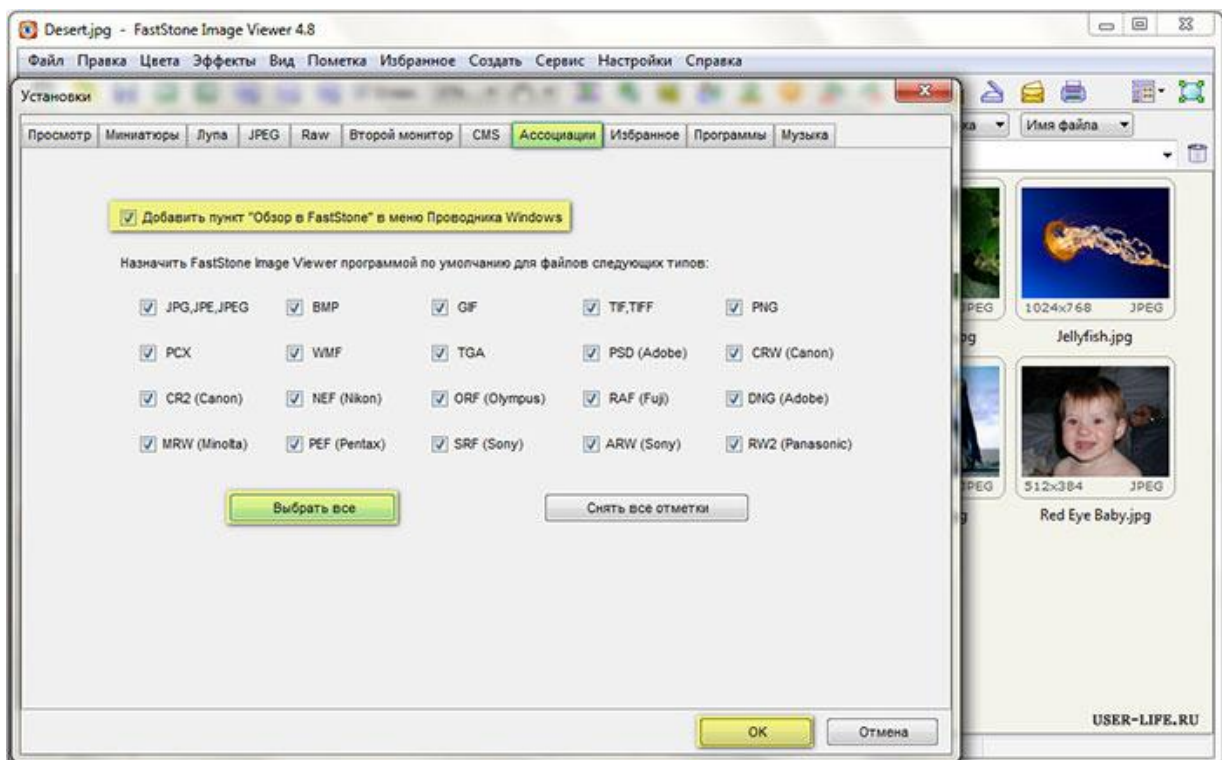 Desert.jpg - FastStone Image Viewer 4.8
Файл Правка Цвета Эффекты Вид Пометка Избранное Создать Сервис Настройки Справка
Установки
Просмотр Миниатюры Лупа JPEG Raw Второй монитор CMS Ассоциации Избранное Программы Музыка
Имя файла
Добавить пункт "Обзор в FastStone" в меню Проводника Windows
Назначить FastStone Image Viewer программой по умолчанию для файлов следующих типов:
JPG,JPE,JPEG BMP GIF TIF,TIFF PNG
PCX WMF TGA PSD (Adobe) CRW (Canon)
CR2 (Canon) NEF (Nikon) ORF (Olympus) RAF (Fuji) DNG (Adobe)
MRW (Minolta) PEF (Pentax) SRF (Sony) ARW (Sony) RW2 (Panasonic)
Выбрать все Снять все отметки
OK Отмена
JPEG 1024x768 JPEG
Jellyfish.jpg
JPEG 512x384 JPEG
Red Eye Baby.jpg
USER-LIFE.RU